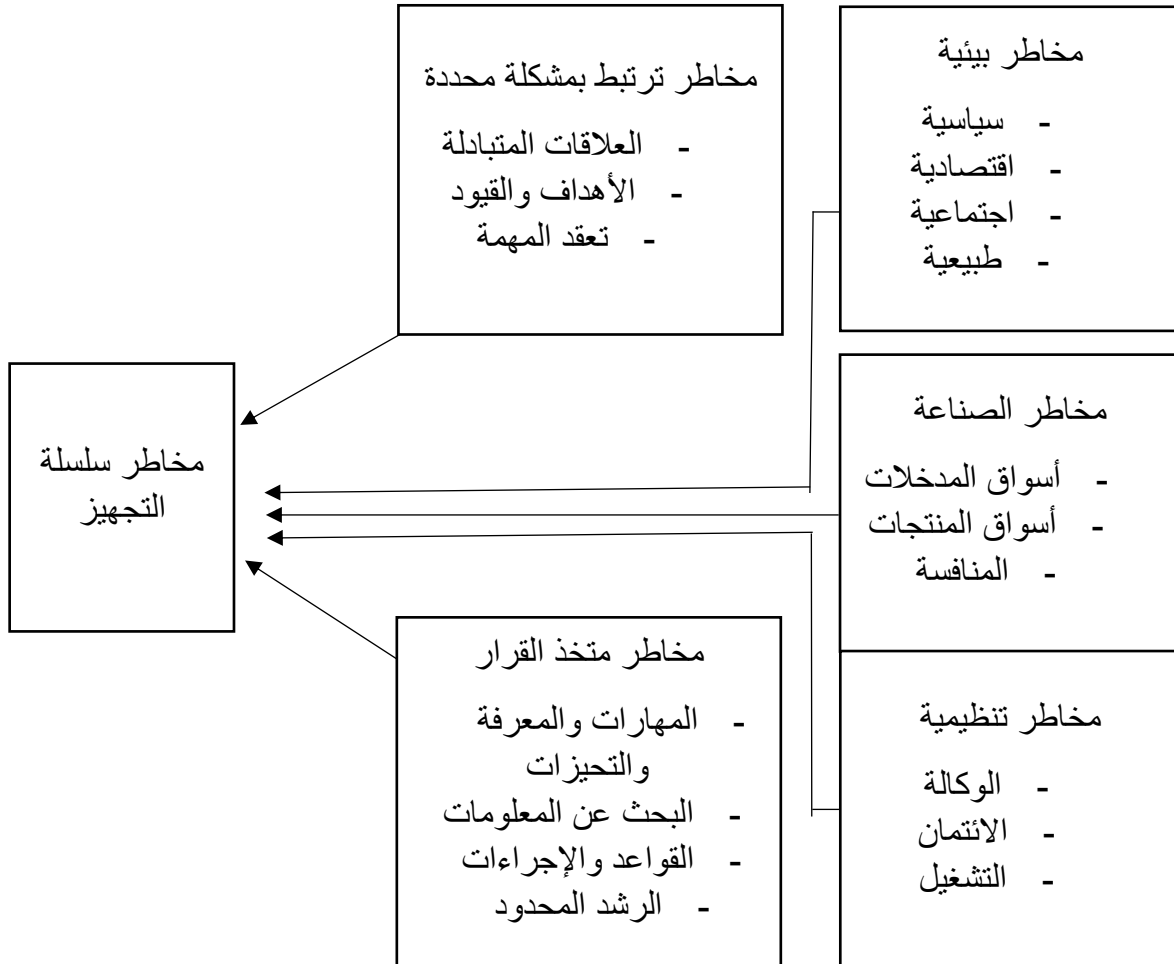 مخاطر بيئية
- سياسية
- اقتصادية
- اجتماعية
- طبيعية
مخاطر ترتبط بمشكلة محددة
- العلاقات المتبادلة
- الأهداف والقيود
- تعقد المهمة
مخاطر الصناعة
- أسواق المدخلات
- أسواق المنتجات
- المنافسة
مخاطر سلسلة
التجهيز
مخاطر تنظيمية
- الوكالة
- الائتمان
- التشغيل
مخاطر متخذ القرار
- المهارات والمعرفة
والتحيزات
- البحث عن المعلومات
- القواعد والإجراءات
- الرشد المحدود